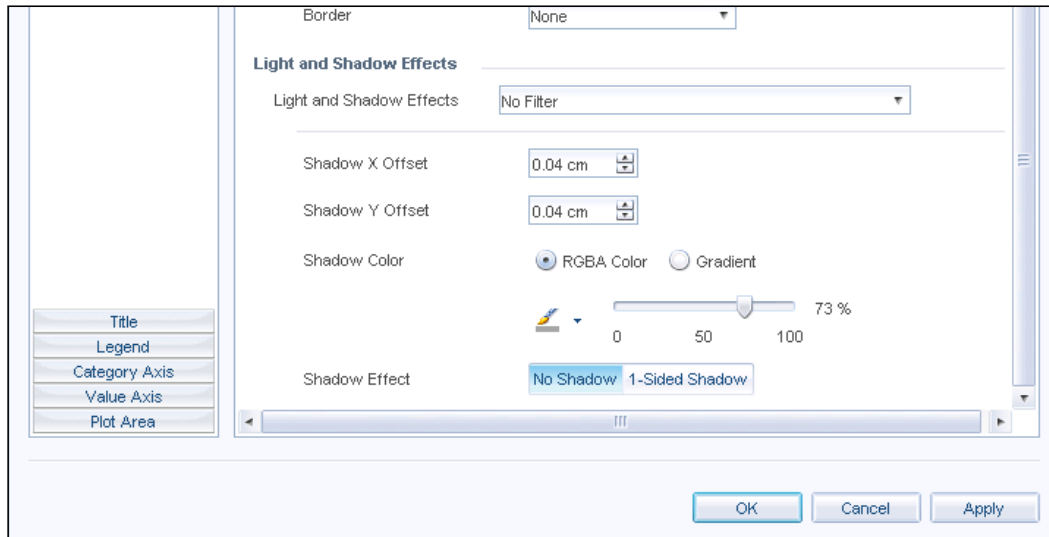 Border None
Light and Shadow Effects
Light and Shadow Effects No Filter
Shadow X Offset 0.04 cm
Shadow Y Offset 0.04 cm
Shadow Color RGBA Color Gradient
73 %
0 50 100
Shadow Effect No Shadow 1-Sided Shadow
Title
Legend
Category Axis
Value Axis
Plot Area
OK Cancel Apply